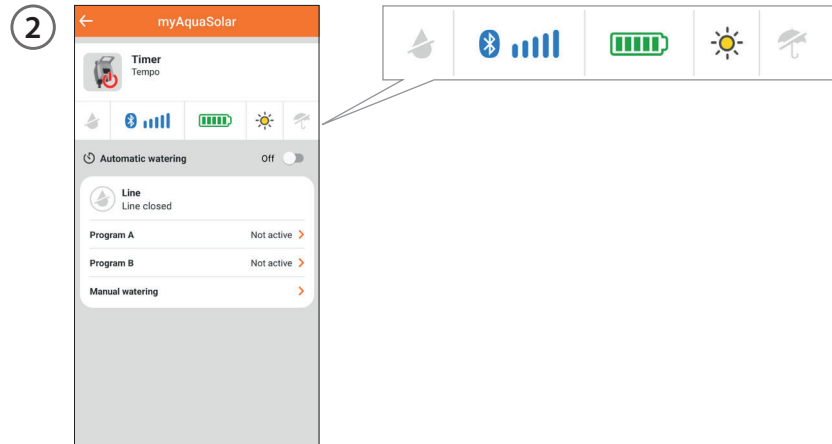 2
myAquaSolar
Timer
Tempo
Automatic watering Off
Line
Line closed
Program A Not active
Program B Not active
Manual watering